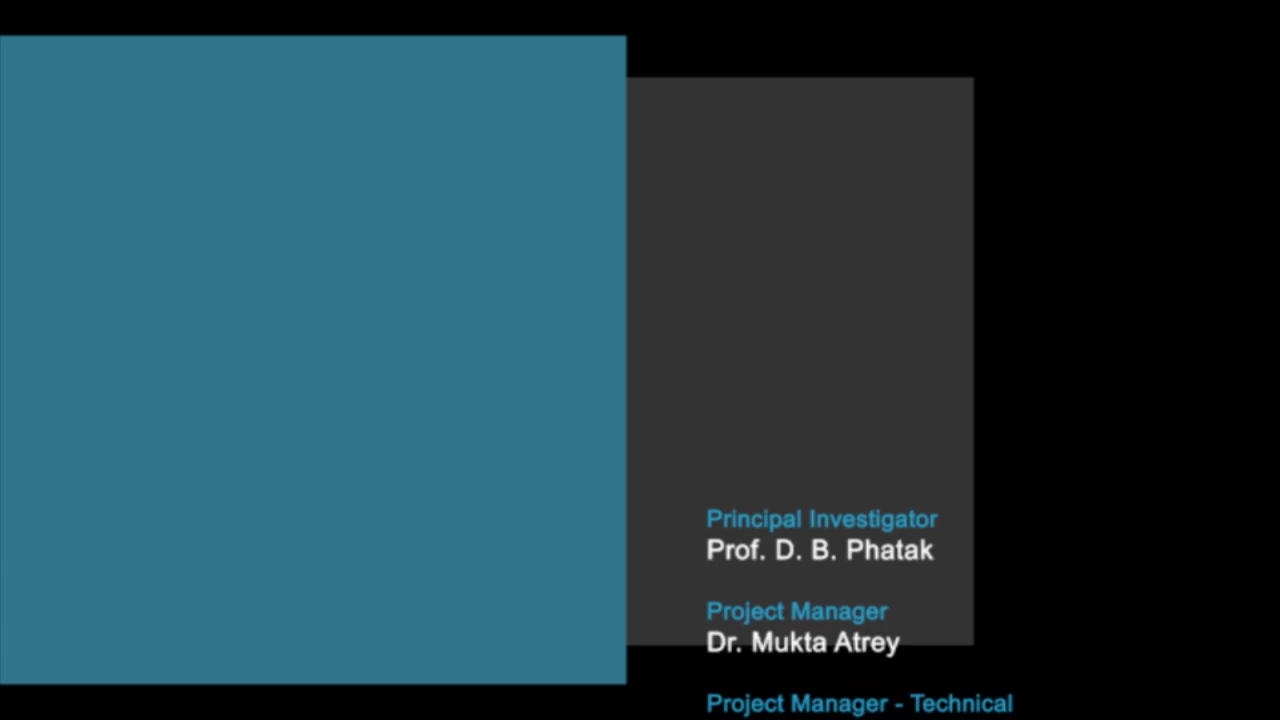 Principal Investigator
Prof. D. B. Phatak
Project Manager
Dr. Mukta Atrey
Project Manager - Technical